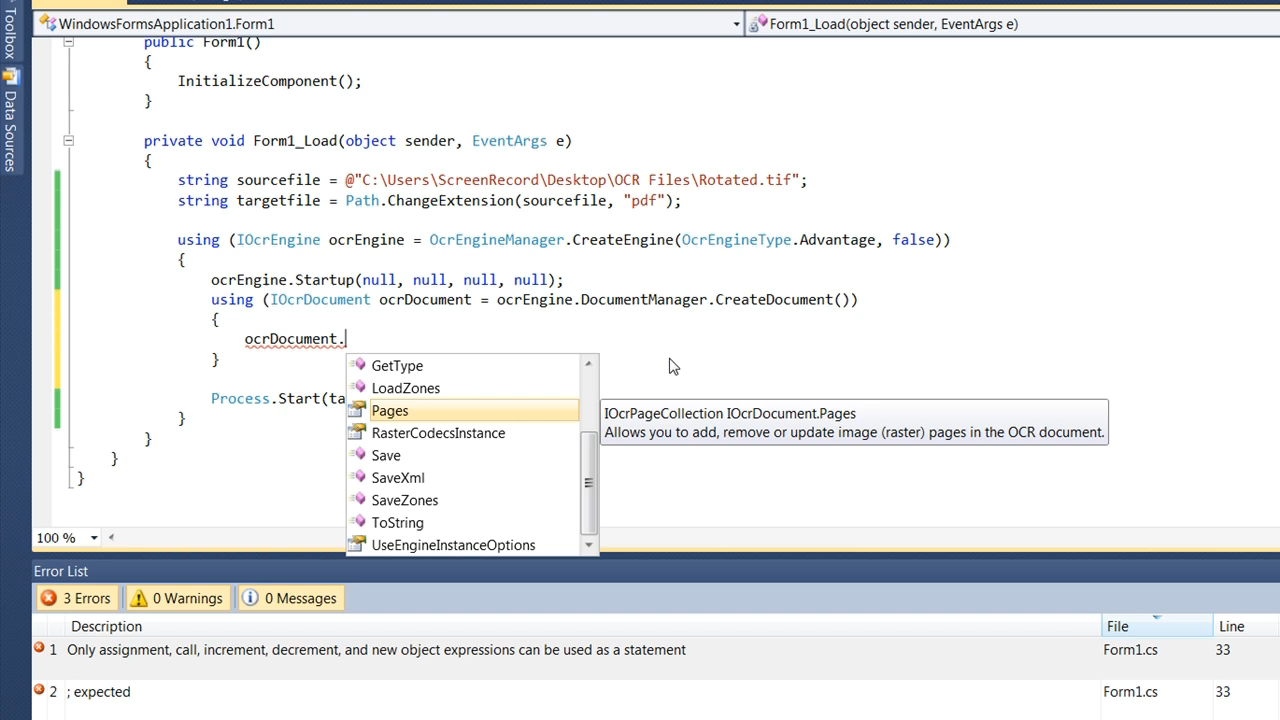 Toolbox
Data Sources
WindowsFormsApplication1.Form1
Form1_Load(object sender, EventArgs e)
public Form1()
{
InitializeComponent();
}
private void Form1_Load(object sender, EventArgs e)
{
string sourcefile = @"C:\Users\ScreenRecord\Desktop\OCR Files\Rotated.tif";
string targetfile = Path.ChangeExtension(sourcefile, "pdf");
using (IOcrEngine ocrEngine = OcrEngineManager.CreateEngine(OcrEngineType.Advantage, false))
{
ocrEngine.Startup(null, null, null, null);
using (IOcrDocument ocrDocument = ocrEngine.DocumentManager.CreateDocument())
{
ocrDocument.
}
Process.Start(ta
}
}
}
}
GetType
LoadZones
Pages
RasterCodecsInstance
Save
SaveXml
SaveZones
ToString
UseEngineInstanceOptions
IOcrPageCollection IOcrDocument.Pages
Allows you to add, remove or update image (raster) pages in the OCR document.
100 %
Error List
3 Errors
0 Warnings
0 Messages
Description File Line
1 Only assignment, call, increment, decrement, and new object expressions can be used as a statement Form1.cs 33
2 ; expected Form1.cs 33